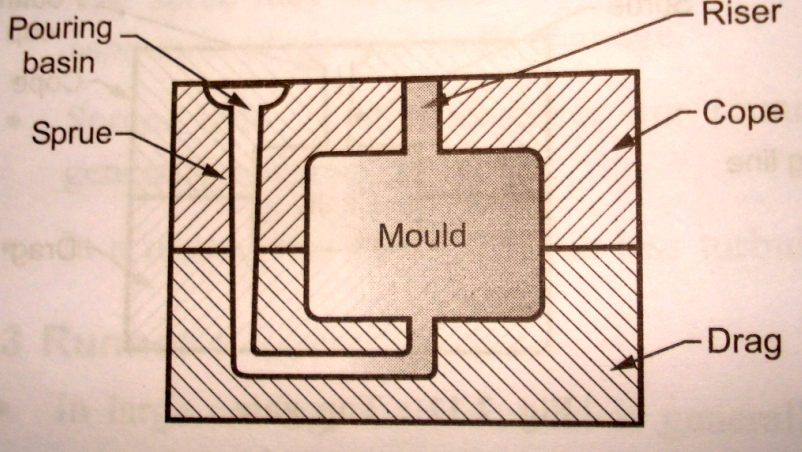 Pouring
basin
Riser
Sprue
Cope
Mould
Drag